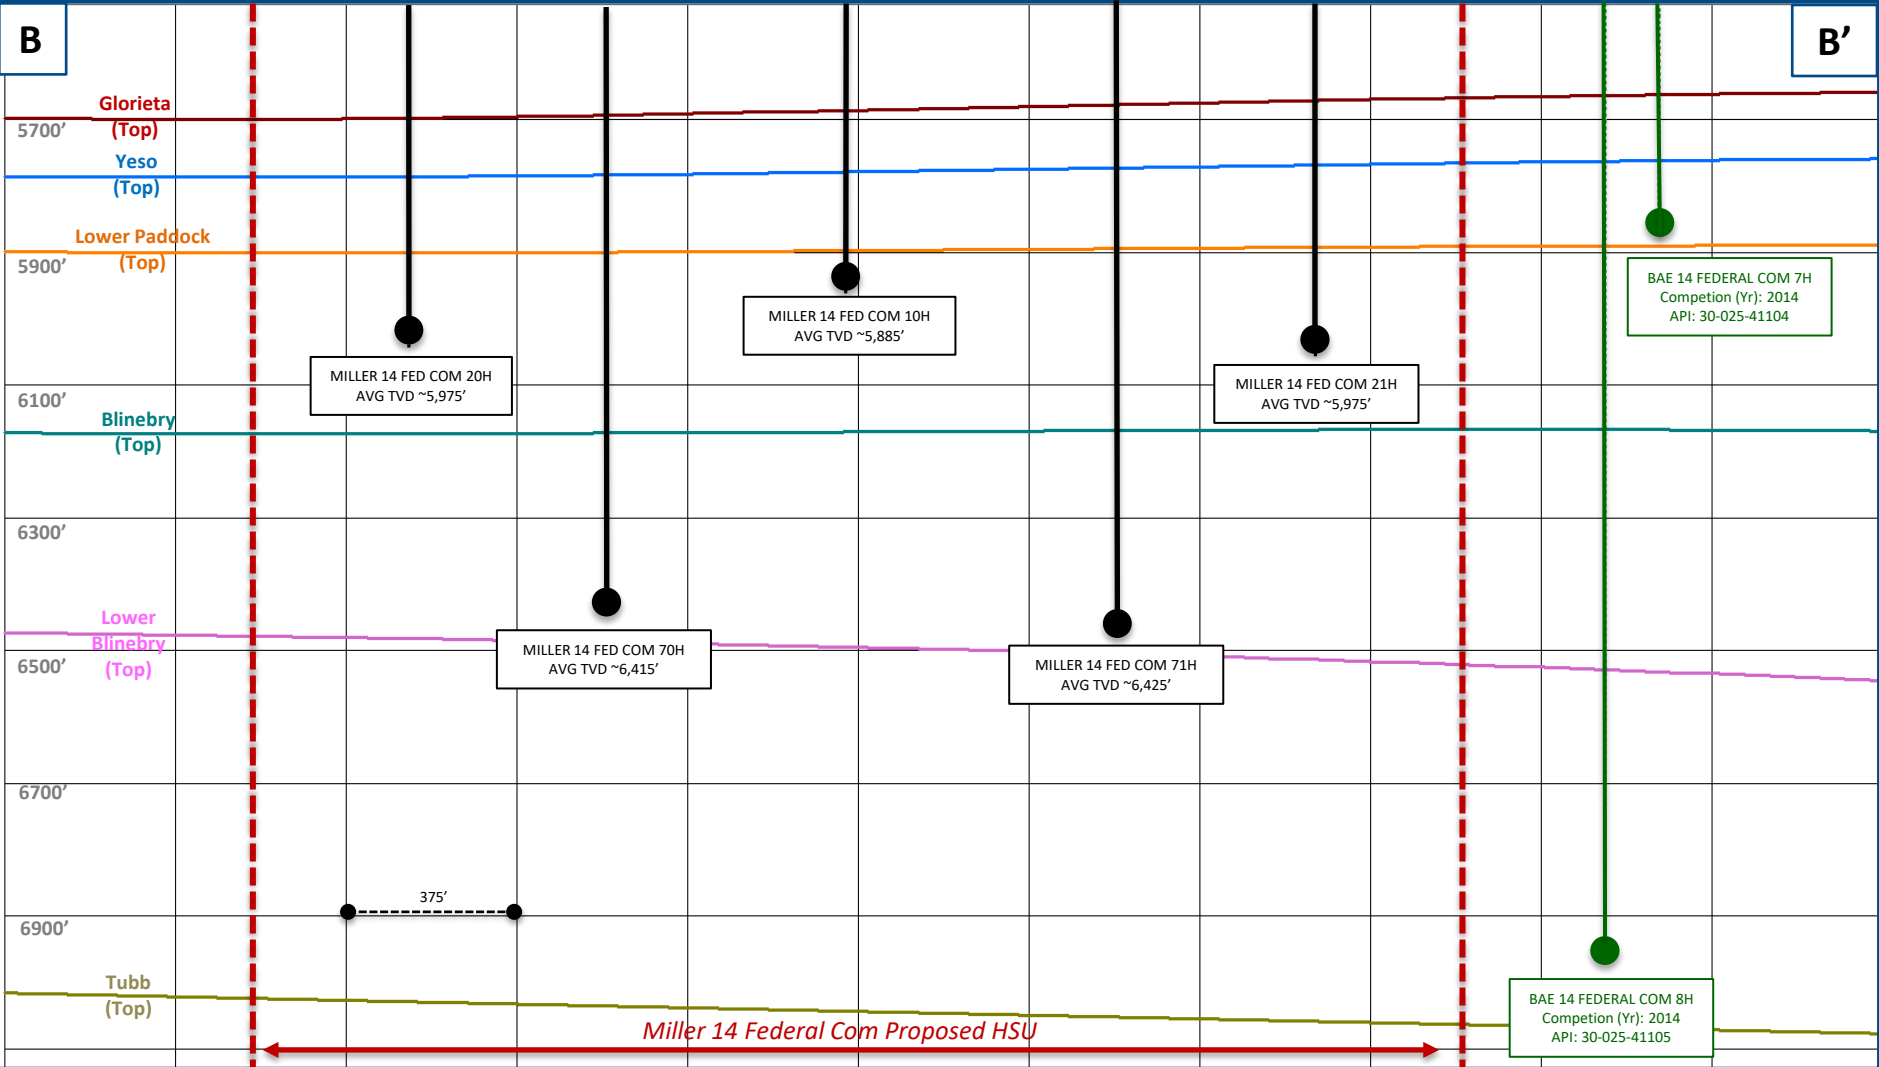 B
B’
Glorieta
(Top)
5700’
Yeso
(Top)
Lower Paddock
(Top)
5900’
MILLER 14 FED COM 20H
AVG TVD ~5,975’
MILLER 14 FED COM 10H
AVG TVD ~5,885’
MILLER 14 FED COM 21H
AVG TVD ~5,975’
BAE 14 FEDERAL COM 7H
Competion (Yr): 2014
API: 30-025-41104
6100’
Blinebry
(Top)
6300’
Lower
Blinebry
(Top)
6500’
MILLER 14 FED COM 70H
AVG TVD ~6,415’
MILLER 14 FED COM 71H
AVG TVD ~6,425’
6700’
375’
6900’
Tubb
(Top)
Miller 14 Federal Com Proposed HSU
BAE 14 FEDERAL COM 8H
Competion (Yr): 2014
API: 30-025-41105